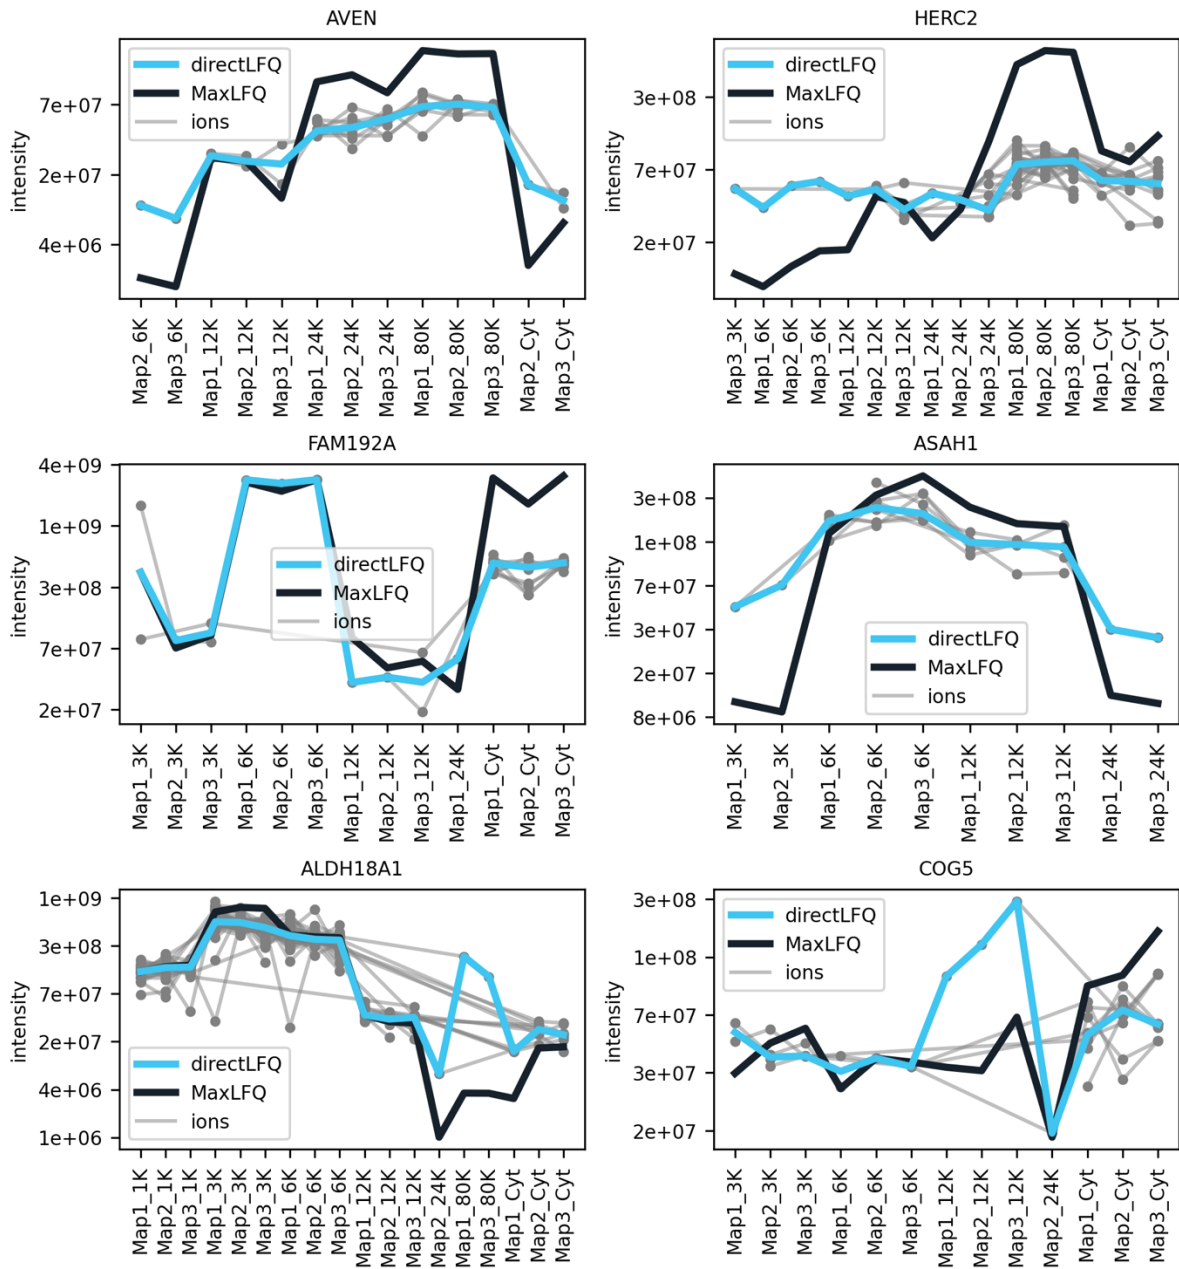 AVEN
directLFQ
MaxLFQ
ions
7e+07
2e+07
4e+06
intensity
Map2_6K
Map3_6K
Map1_12K
Map2_12K
Map3_12K
Map1_24K
Map2_24K
Map3_24K
Map1_80K
Map2_80K
Map3_80K
Map2_Cyt
Map3_Cyt
HERC2
directLFQ
MaxLFQ
ions
3e+08
7e+07
2e+07
intensity
Map3_3K
Map1_6K
Map2_6K
Map3_6K
Map1_12K
Map2_12K
Map3_12K
Map1_24K
Map2_24K
Map3_24K
Map1_80K
Map2_80K
Map3_80K
Map1_Cyt
Map2_Cyt
Map3_Cyt
FAM192A
directLFQ
MaxLFQ
ions
4e+09
1e+09
3e+08
7e+07
2e+07
intensity
Map1_3K
Map2_3K
Map3_3K
Map1_6K
Map2_6K
Map3_6K
Map1_12K
Map2_12K
Map3_12K
Map1_24K
Map1_Cyt
Map2_Cyt
Map3_Cyt
ASAH1
directLFQ
MaxLFQ
ions
3e+08
1e+08
7e+07
3e+07
2e+07
8e+06
intensity
Map1_3K
Map2_3K
Map1_6K
Map2_6K
Map3_6K
Map1_12K
Map2_12K
Map3_12K
Map1_24K
Map3_24K
ALDH18A1
directLFQ
MaxLFQ
ions
1e+09
3e+08
7e+07
2e+07
4e+06
1e+06
intensity
Map1_1K
Map2_1K
Map3_1K
Map1_3K
Map2_3K
Map3_3K
Map1_6K
Map2_6K
Map3_6K
Map1_12K
Map2_12K
Map3_12K
Map2_24K
Map1_80K
Map3_80K
Map1_Cyt
Map2_Cyt
Map3_Cyt
COG5
directLFQ
MaxLFQ
ions
3e+08
1e+08
7e+07
3e+07
2e+07
intensity
Map1_3K
Map2_3K
Map3_3K
Map1_6K
Map2_6K
Map3_6K
Map1_12K
Map2_12K
Map3_12K
Map2_24K
Map1_Cyt
Map2_Cyt
Map3_Cyt